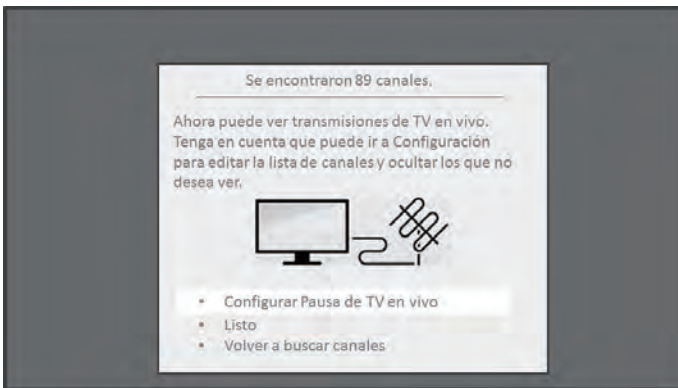 Se encontraron 89 canales.
Ahora puede ver transmisiones de TV en vivo.
Tenga en cuenta que puede ir a Configuración
para editar la lista de canales y ocultar los que no
desea ver.
• Configurar Pausa de TV en vivo
• Listo
• Volver a buscar canales